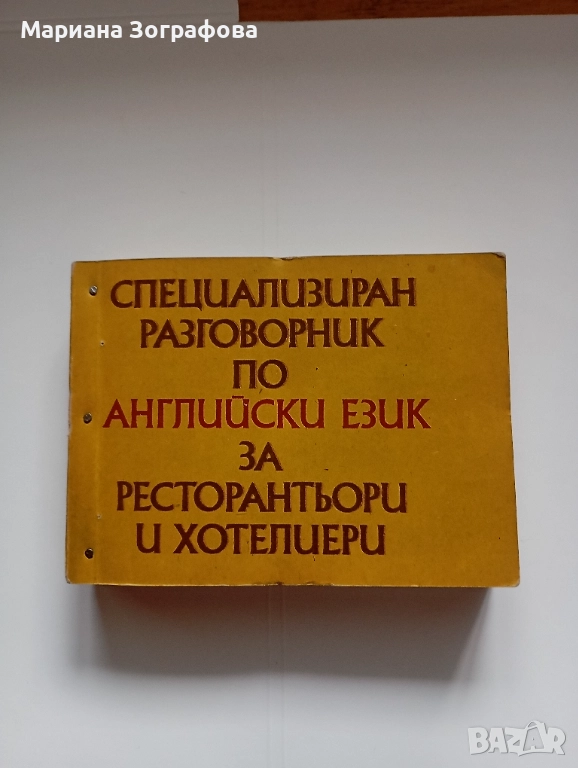 Мариана Зографова
СПЕЦИАЛИЗИРАН
РАЗГОВОРНИК
ПО
АНГЛИЙСКИ ЕЗИК
ЗА
РЕСТОРАНТЬОРИ
И ХОТЕЛИЕРИ
BAZAR